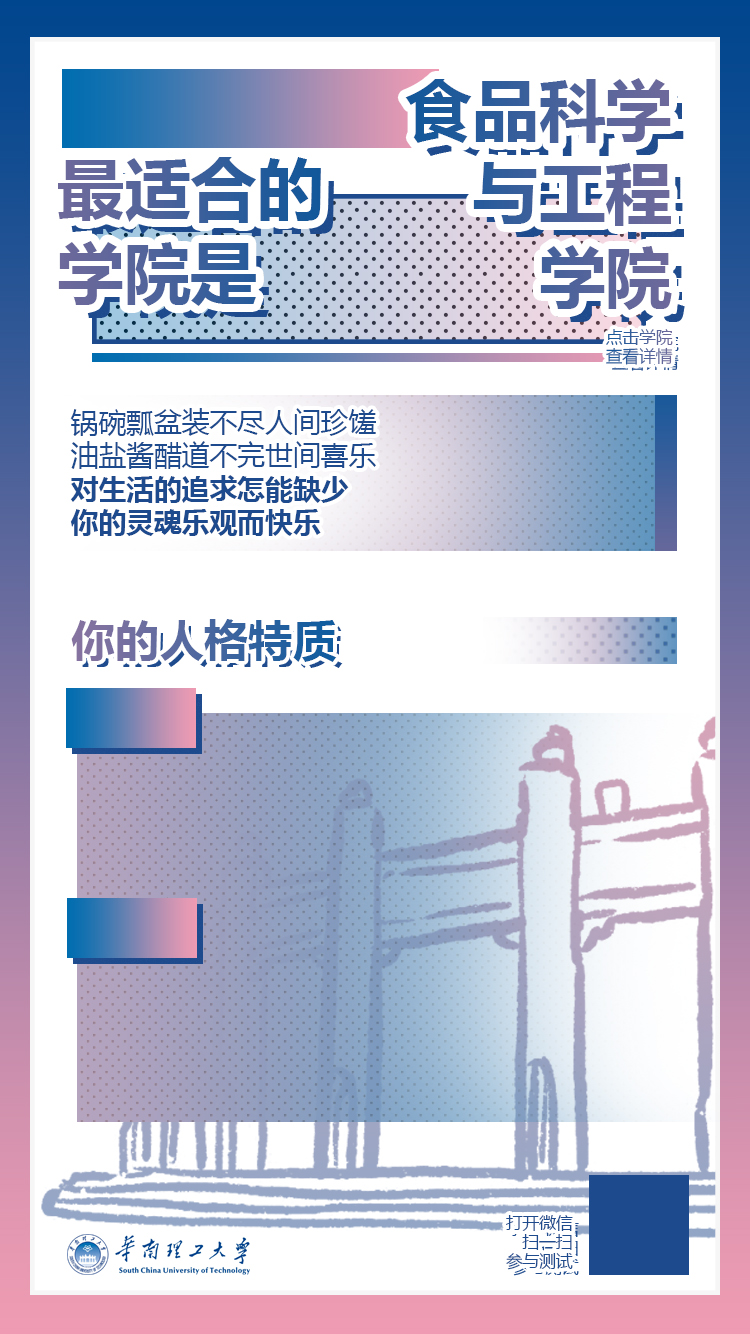 最适合的
学院是
食品科学
与工程
学院
点击学院
查看详情
锅碗瓢盆装不尽人间珍馐
油盐酱醋道不完世间喜乐
对生活的追求怎能缺少
你的灵魂乐观而快乐
你的人格特质
华南理工大学
South China University of Technology
打开微信
扫一扫
参与测试